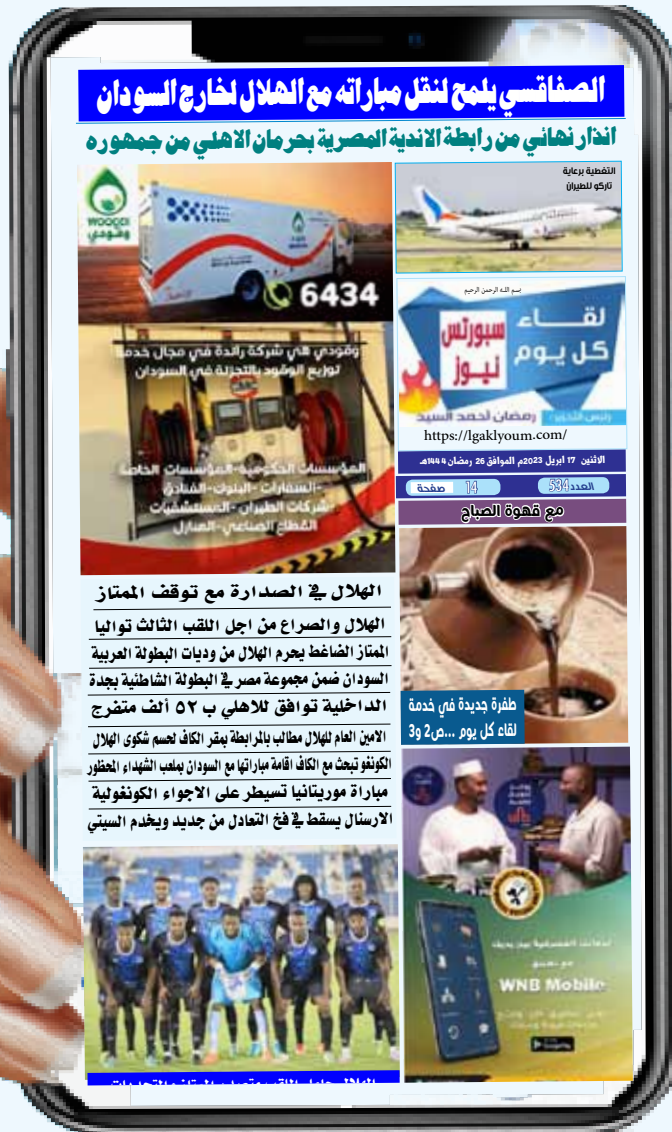 الصفاقسي يلمح لنقل مباراته مع الهلال لخارج السودان
انذار نهائي من رابطة الاندية المصرية بحرمان الاهلي من جمهوره
التغطية برعاية
تاركو للطيران
WOOCCI
وقودي
6434
وقودي هي شركة رائدة في مجال خدمة
توزيع الوقود بالتجزئة في السودان
المؤسسات الحكومية-المؤسسات الخاصة
-السفارات-البنوك-الفنادق
-شركات الطيران-المستشفيات
القطاع الصناعي-المنازل
بسم الله الرحمن الرحيم
لقاء
كل يوم
سبورتس
نيوز
رئيس التحرير- رمضان أحمد السيد
https://lgaklyoum.com/
الاثنين 17 ابريل 2023م الموافق 26 رمضان 1444هـ
العدد 534
14 صفحة
مع قهوة الصباح
طفرة جديدة في خدمة
لقاء كل يوم ...ص2 و3
الهلال في الصدارة مع توقف الممتاز
الهلال والصراع من اجل اللقب الثالث تواليا
الممتاز الضاغط يحرم الهلال من وديات البطولة العربية
السودان ضمن مجموعة مصر في البطولة الشاطئية بجدة
الداخلية توافق للاهلي ب ٥٢ ألف متفرج
الامين العام للهلال مطالب بالمرابطة بمقر الكاف لحسم شكوى الهلال
الكونغو تبحث مع الكاف اقامة مباراتها مع السودان بملعب الشهداء المحظور
مباراة موريتانيا تسيطر على الاجواء الكونغولية
الارسنال يسقط في فخ التعادل من جديد ويخدم السيتي
WNB Mobile